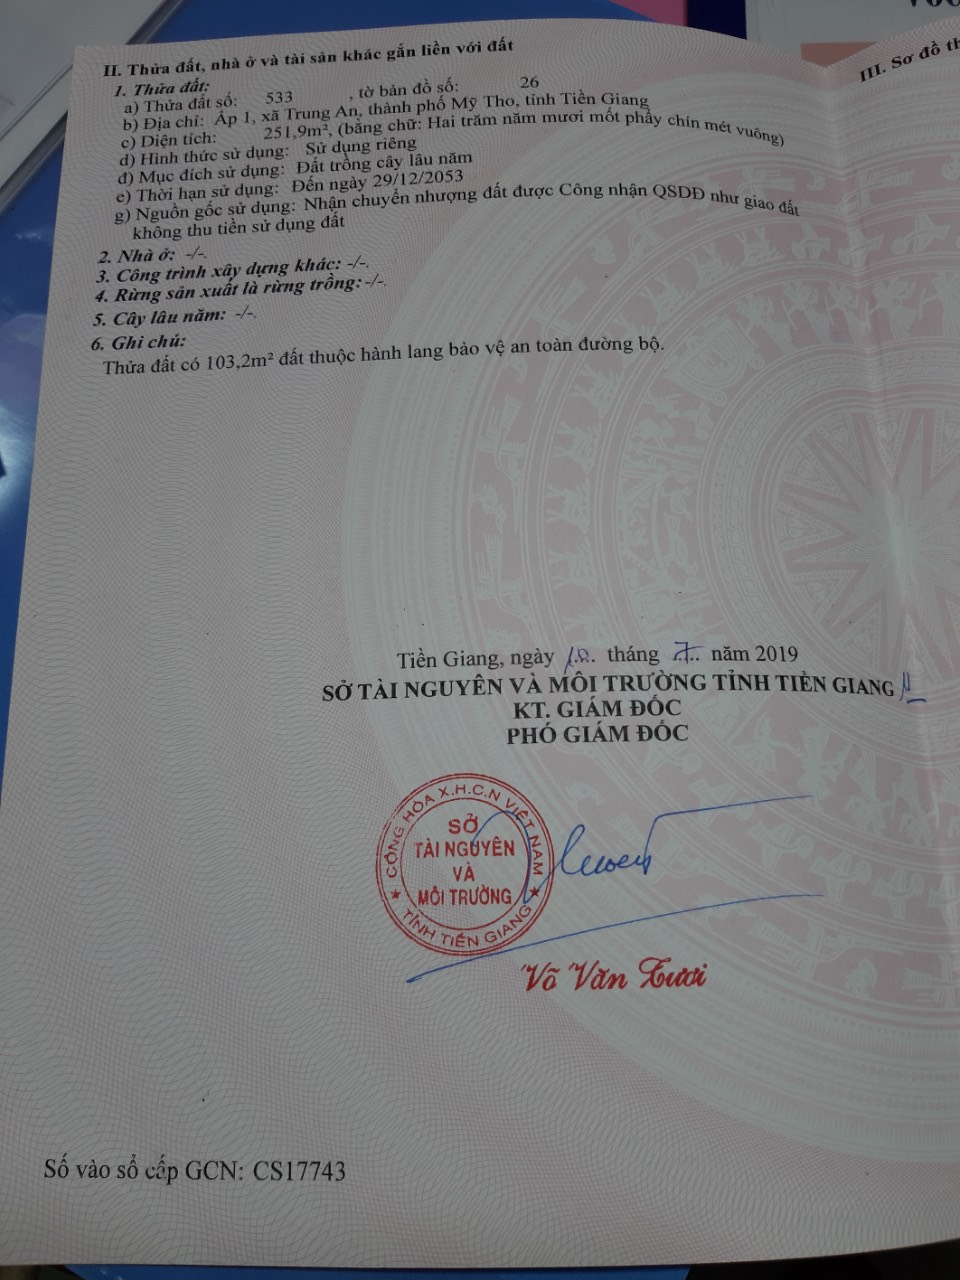 II. Thửa đất, nhà ở và tài sản khác gắn liền với đất
1. Thửa đất:
a) Thửa đất số: 533 , tờ bản đồ số: 26
b) Địa chỉ: Ấp 1, xã Trung An, thành phố Mỹ Tho, tỉnh Tiền Giang
c) Diện tích: 251,9m², (bằng chữ: Hai trăm năm mươi mốt phẩy chín mét vuông)
d) Hình thức sử dụng: Sử dụng riêng
đ) Mục đích sử dụng: Đất trồng cây lâu năm
e) Thời hạn sử dụng: Đến ngày 29/12/2053
g) Nguồn gốc sử dụng: Nhận chuyển nhượng đất được Công nhận QSDĐ như giao đất
không thu tiền sử dụng đất
2. Nhà ở: -/-.
3. Công trình xây dựng khác: -/-.
4. Rừng sản xuất là rừng trồng: -/-.
5. Cây lâu năm: -/-.
6. Ghi chú:
Thửa đất có 103,2m² đất thuộc hành lang bảo vệ an toàn đường bộ.
III. Sơ đồ
Tiền Giang, ngày 10 tháng 7 năm 2019
SỞ TÀI NGUYÊN VÀ MÔI TRƯỜNG TỈNH TIỀN GIANG
KT. GIÁM ĐỐC
PHÓ GIÁM ĐỐC
CỘNG HÒA X.H.C.N VIỆT NAM
SỞ
TÀI NGUYÊN
VÀ
MÔI TRƯỜNG
★ TỈNH TIỀN GIANG ★
Võ Văn Tươi
Số vào sổ cấp GCN: CS17743